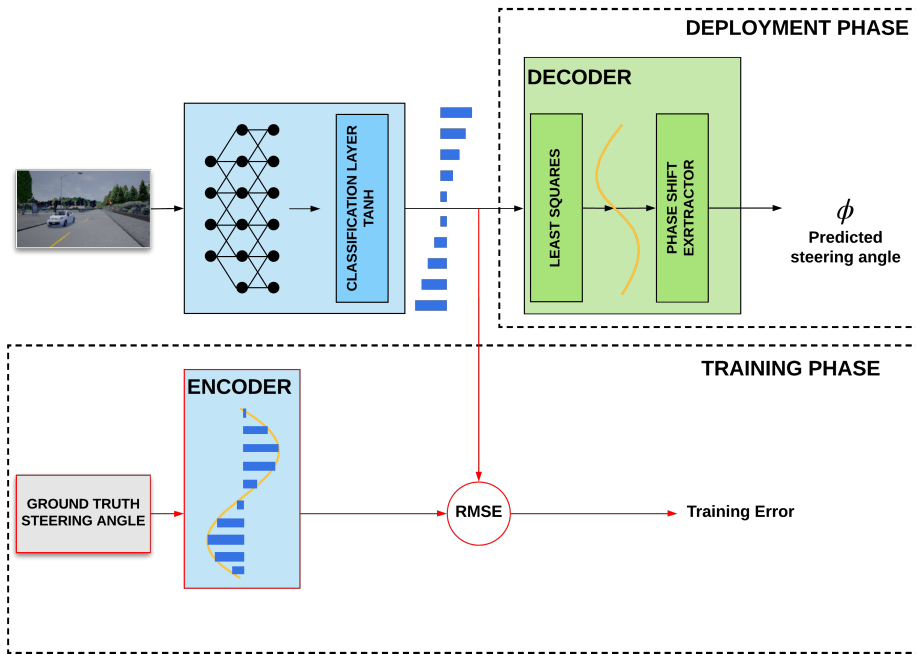 DEPLOYMENT PHASE
DECODER
CLASSIFICATION LAYER
TANH
LEAST SQUARES
PHASE SHIFT
EXRTRACTOR
ϕ
Predicted
steering angle
TRAINING PHASE
ENCODER
GROUND TRUTH
STEERING ANGLE
RMSE
Training Error